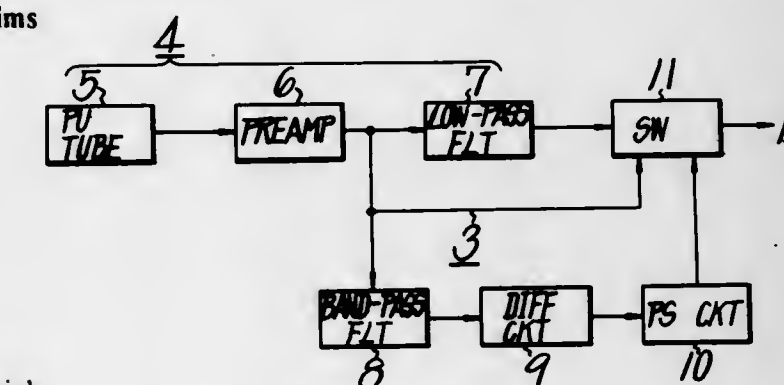 ims
4
5
6
7
11
PU
TUBE
PREAMP
LOW-PASS
FLT
SW
3
BAND-PASS
FLT
DIFF
CKT
PS CKT
8
9
10